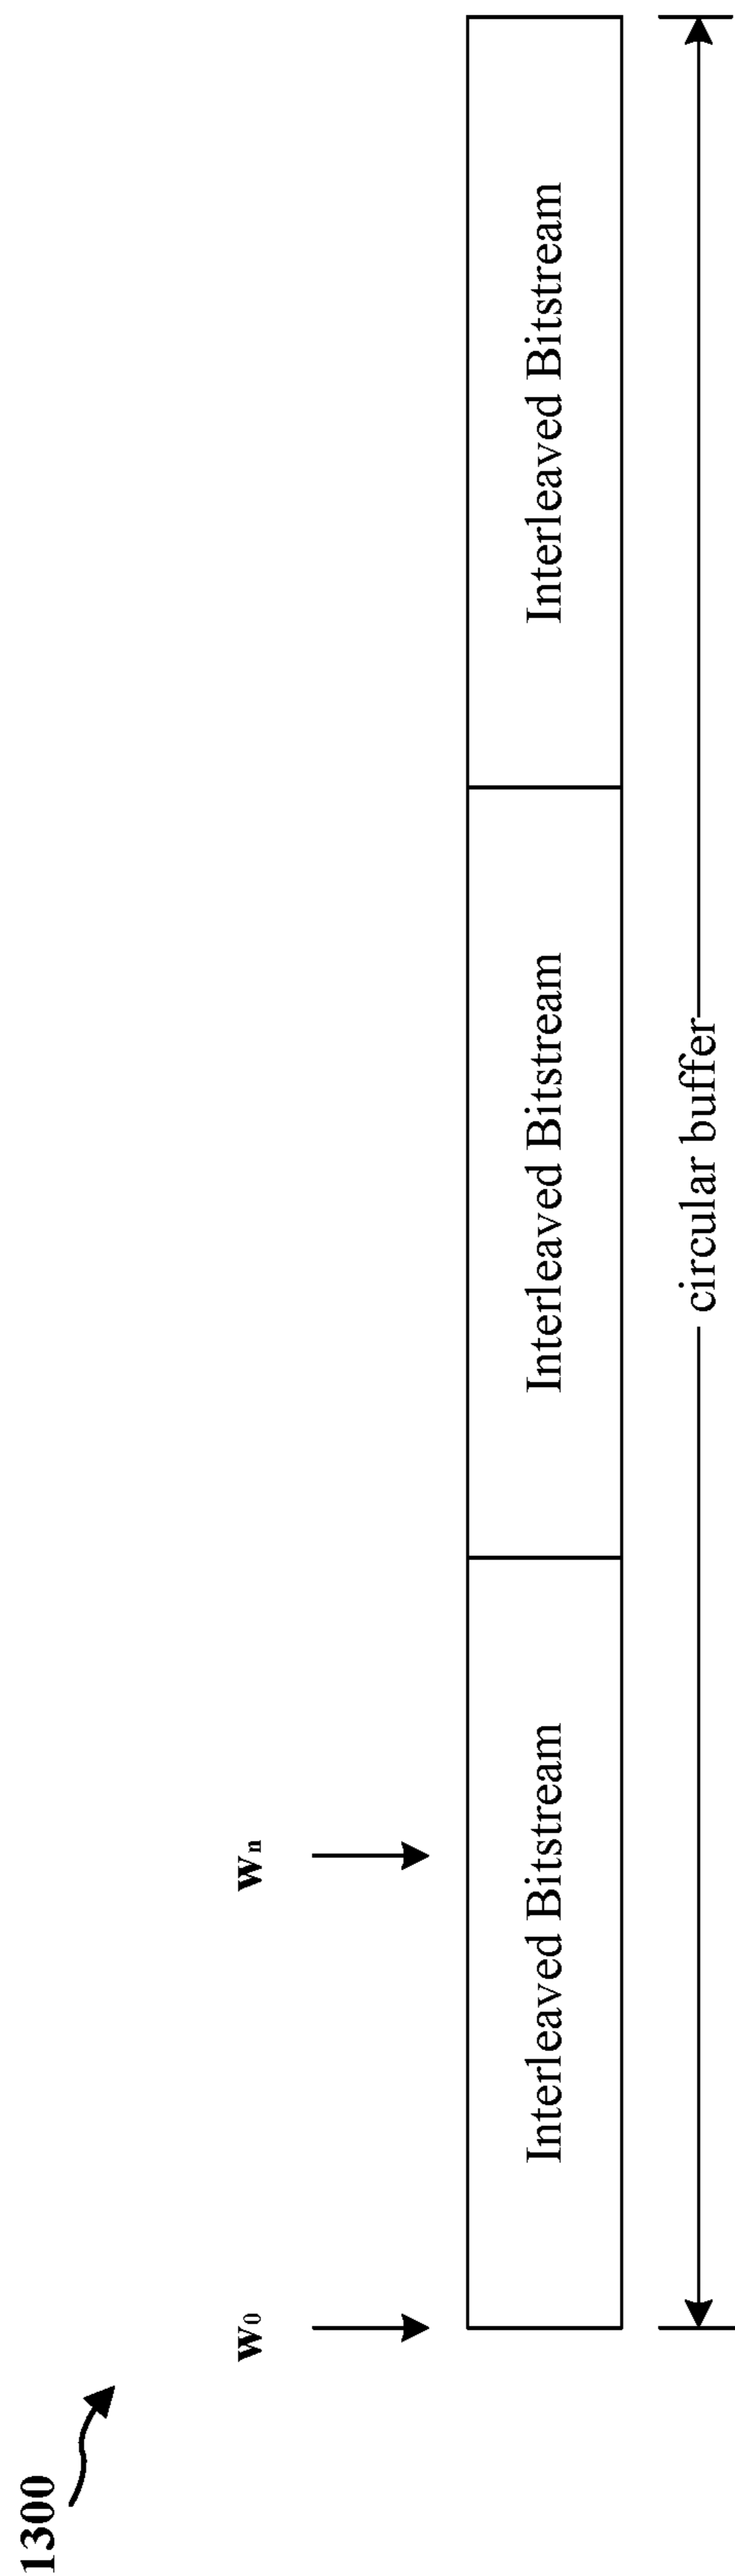 1300
w₀
wₙ
Interleaved Bitstream
Interleaved Bitstream
Interleaved Bitstream
circular buffer